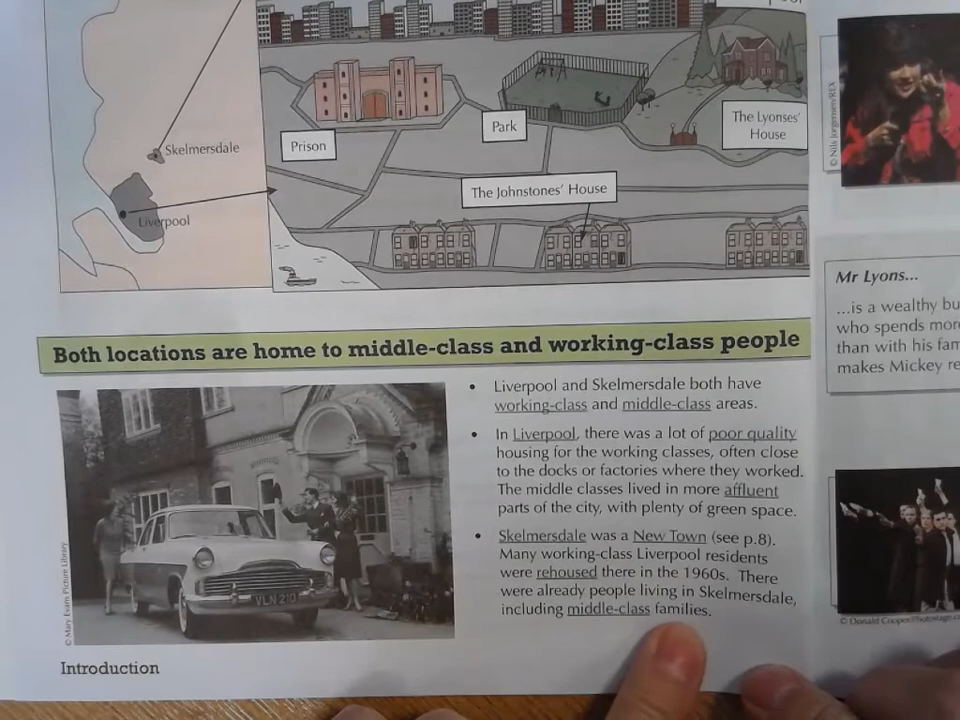 Skelmersdale
Liverpool
Prison
Park
The Lyonses'
House
The Johnstones' House
Both locations are home to middle-class and working-class people
• Liverpool and Skelmersdale both have
working-class and middle-class areas.
• In Liverpool, there was a lot of poor quality
housing for the working classes, often close
to the docks or factories where they worked.
The middle classes lived in more affluent
parts of the city, with plenty of green space.
• Skelmersdale was a New Town (see p.8).
Many working-class Liverpool residents
were rehoused there in the 1960s. There
were already people living in Skelmersdale,
including middle-class families.
VLN 210
© Mary Evans Picture Library
Introduction
© Nils Jorgensen/REX
Mr Lyons...
...is a wealthy
who spends
than with his
makes Mickey
© Donald Cooper/Photostage